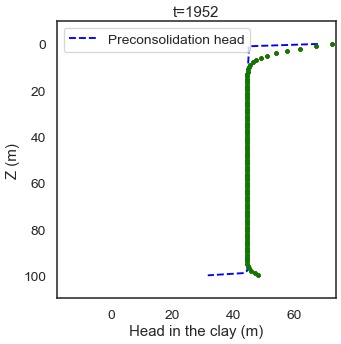 t=1952
Preconsolidation head
0
20
40
60
80
100
Z (m)
0 20 40 60
Head in the clay (m)